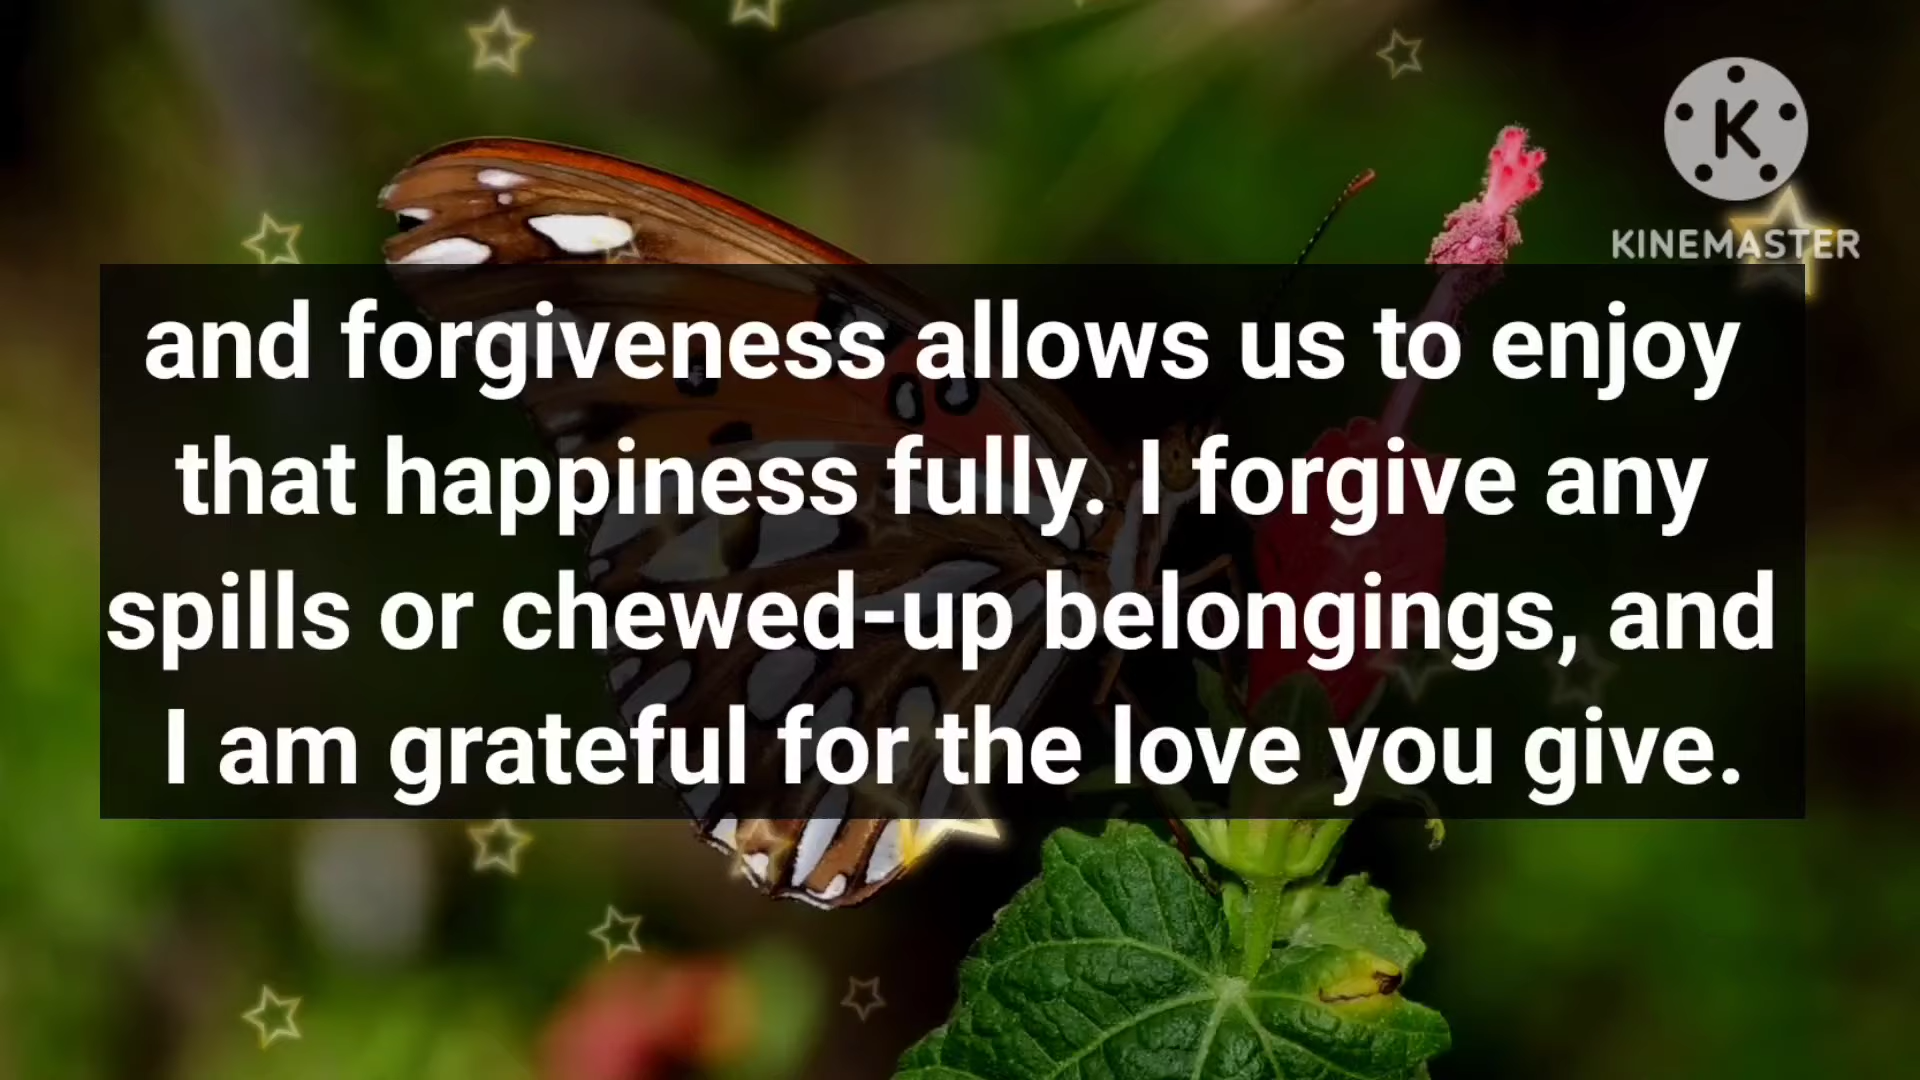 K
KINEMASTER
and forgiveness allows us to enjoy
that happiness fully. I forgive any
spills or chewed-up belongings, and
I am grateful for the love you give.